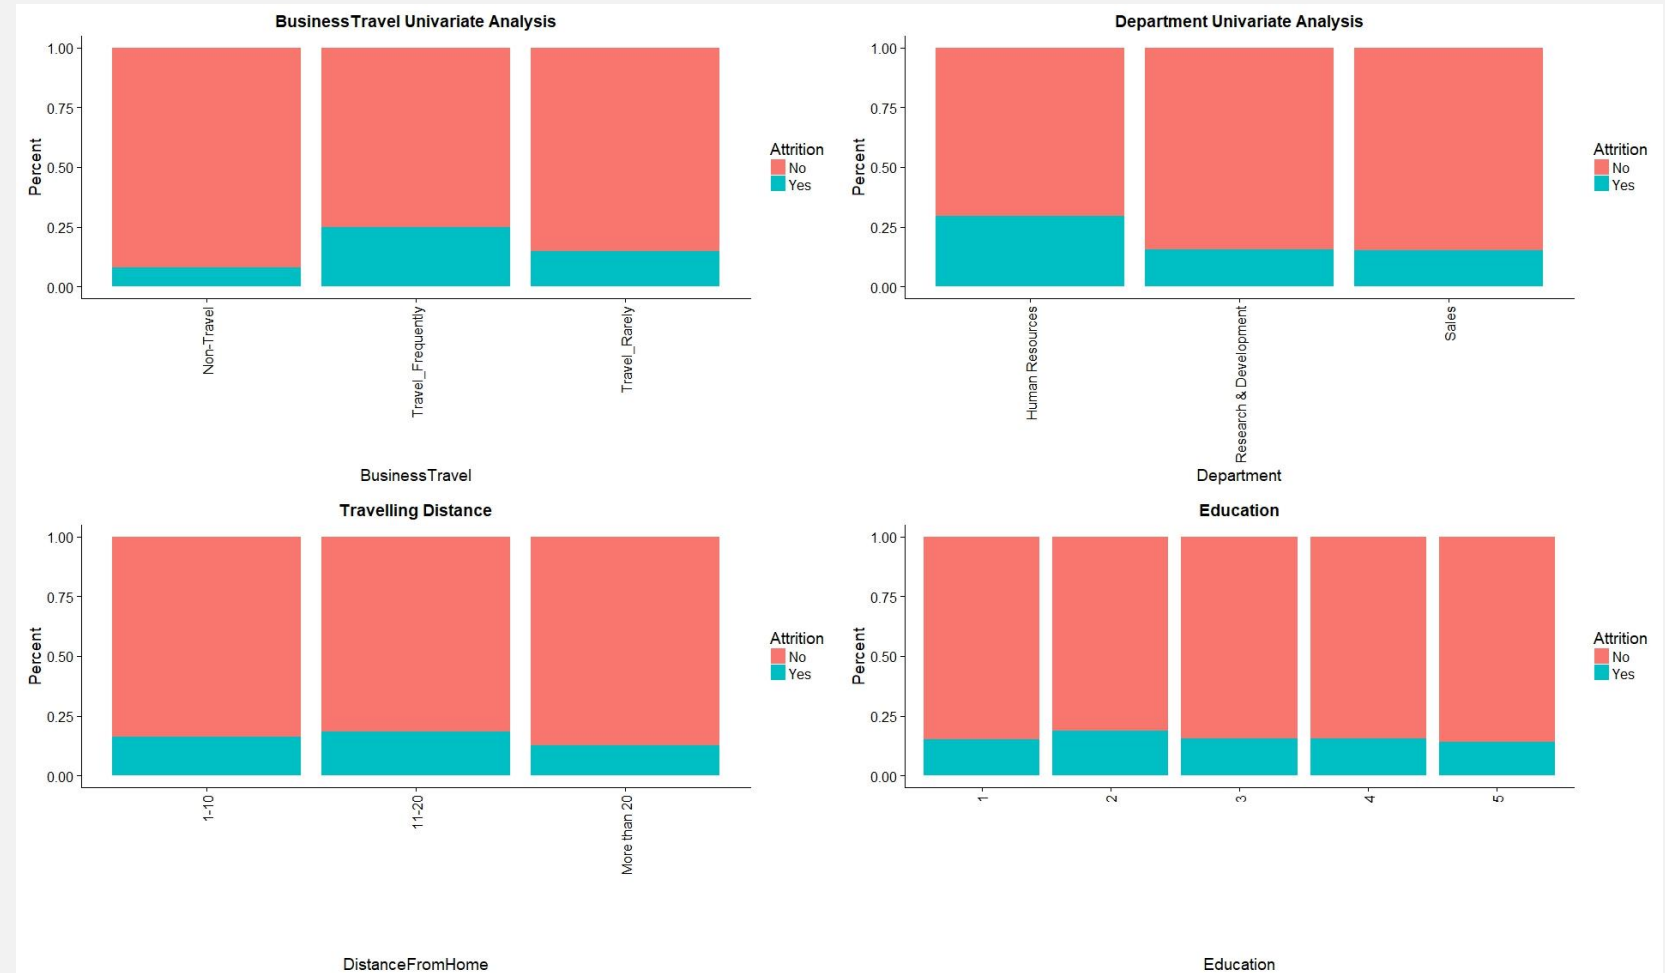 BusinessTravel Univariate Analysis
1.00
0.75
0.50
0.25
0.00
Percent
Non-Travel
Travel_Frequently
Travel_Rarely
BusinessTravel
Attrition
No
Yes
Department Univariate Analysis
1.00
0.75
0.50
0.25
0.00
Percent
Human Resources
Research & Development
Sales
Department
Attrition
No
Yes
Travelling Distance
1.00
0.75
0.50
0.25
0.00
Percent
1-10
11-20
More than 20
DistanceFromHome
Attrition
No
Yes
Education
1.00
0.75
0.50
0.25
0.00
Percent
1
2
3
4
5
Education
Attrition
No
Yes